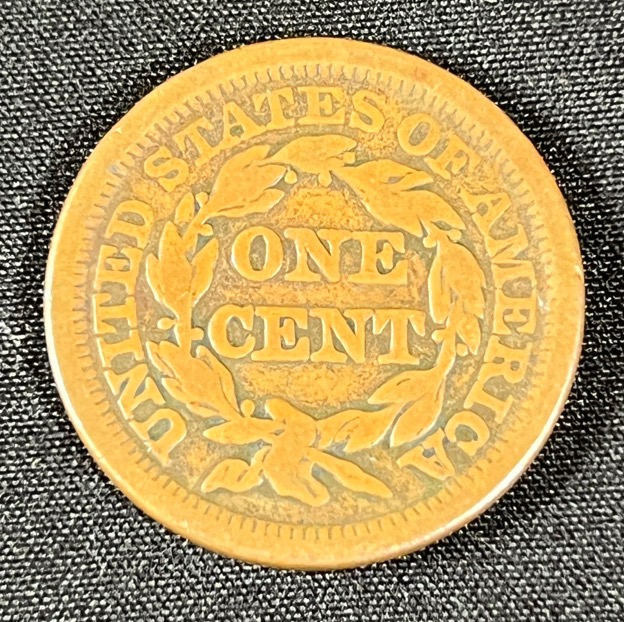 UNITED STATES OF AMERICA
ONE
CENT